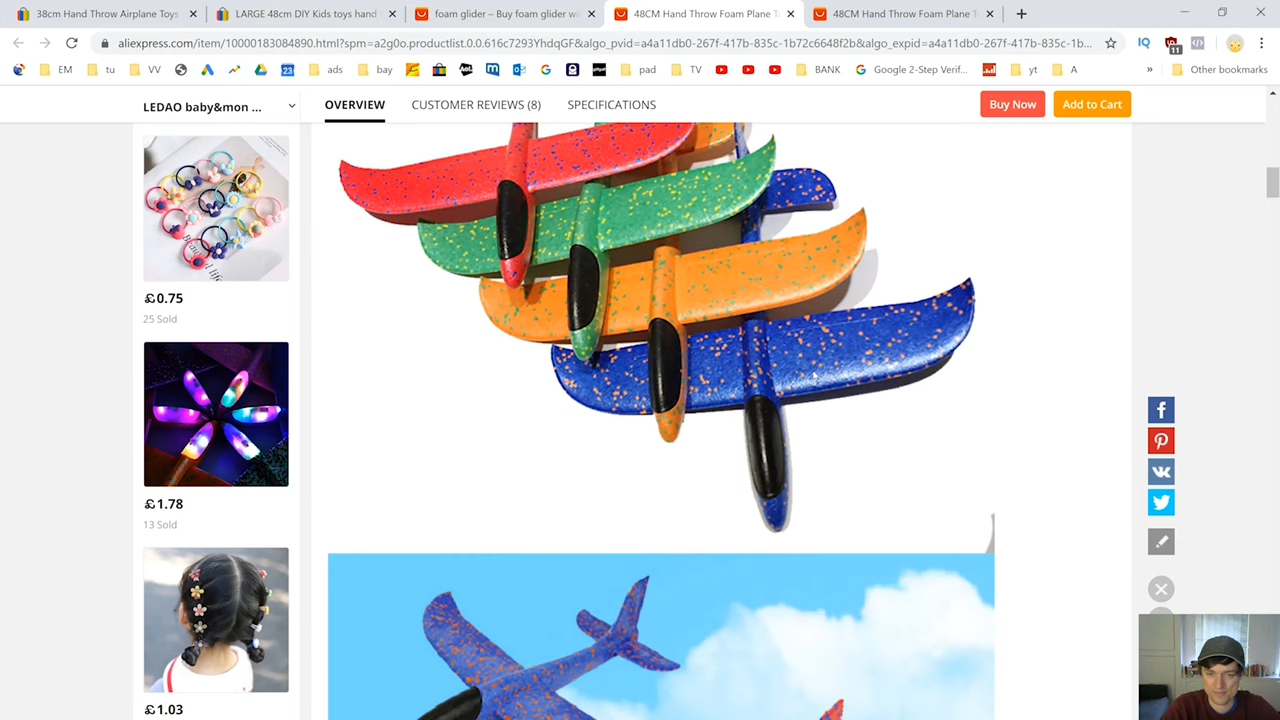 38cm Hand Throw Airplane Toys
LARGE 48cm DIY Kids toys hand
foam glider – Buy foam glider wi
48CM Hand Throw Foam Plane T
48CM Hand Throw Foam Plane T
aliexpress.com/item/10000183084890.html?spm=a2g0o.productlist.0.0.616c7293YhdqGF&algo_pvid=a4a11db0-267f-417b-835c-1b72c6648f2b&algo_expid=a4a11db0-267f-417b-835c-1b...
EM
tu
VV
23
ads
bay
AOL
pad
TV
BANK
Google 2-Step Verif...
yt
A
»
Other bookmarks
IQ
11
LEDAO baby&mon ...
OVERVIEW
CUSTOMER REVIEWS (8)
SPECIFICATIONS
Buy Now
Add to Cart
£0.75
25 Sold
£1.78
13 Sold
£1.03